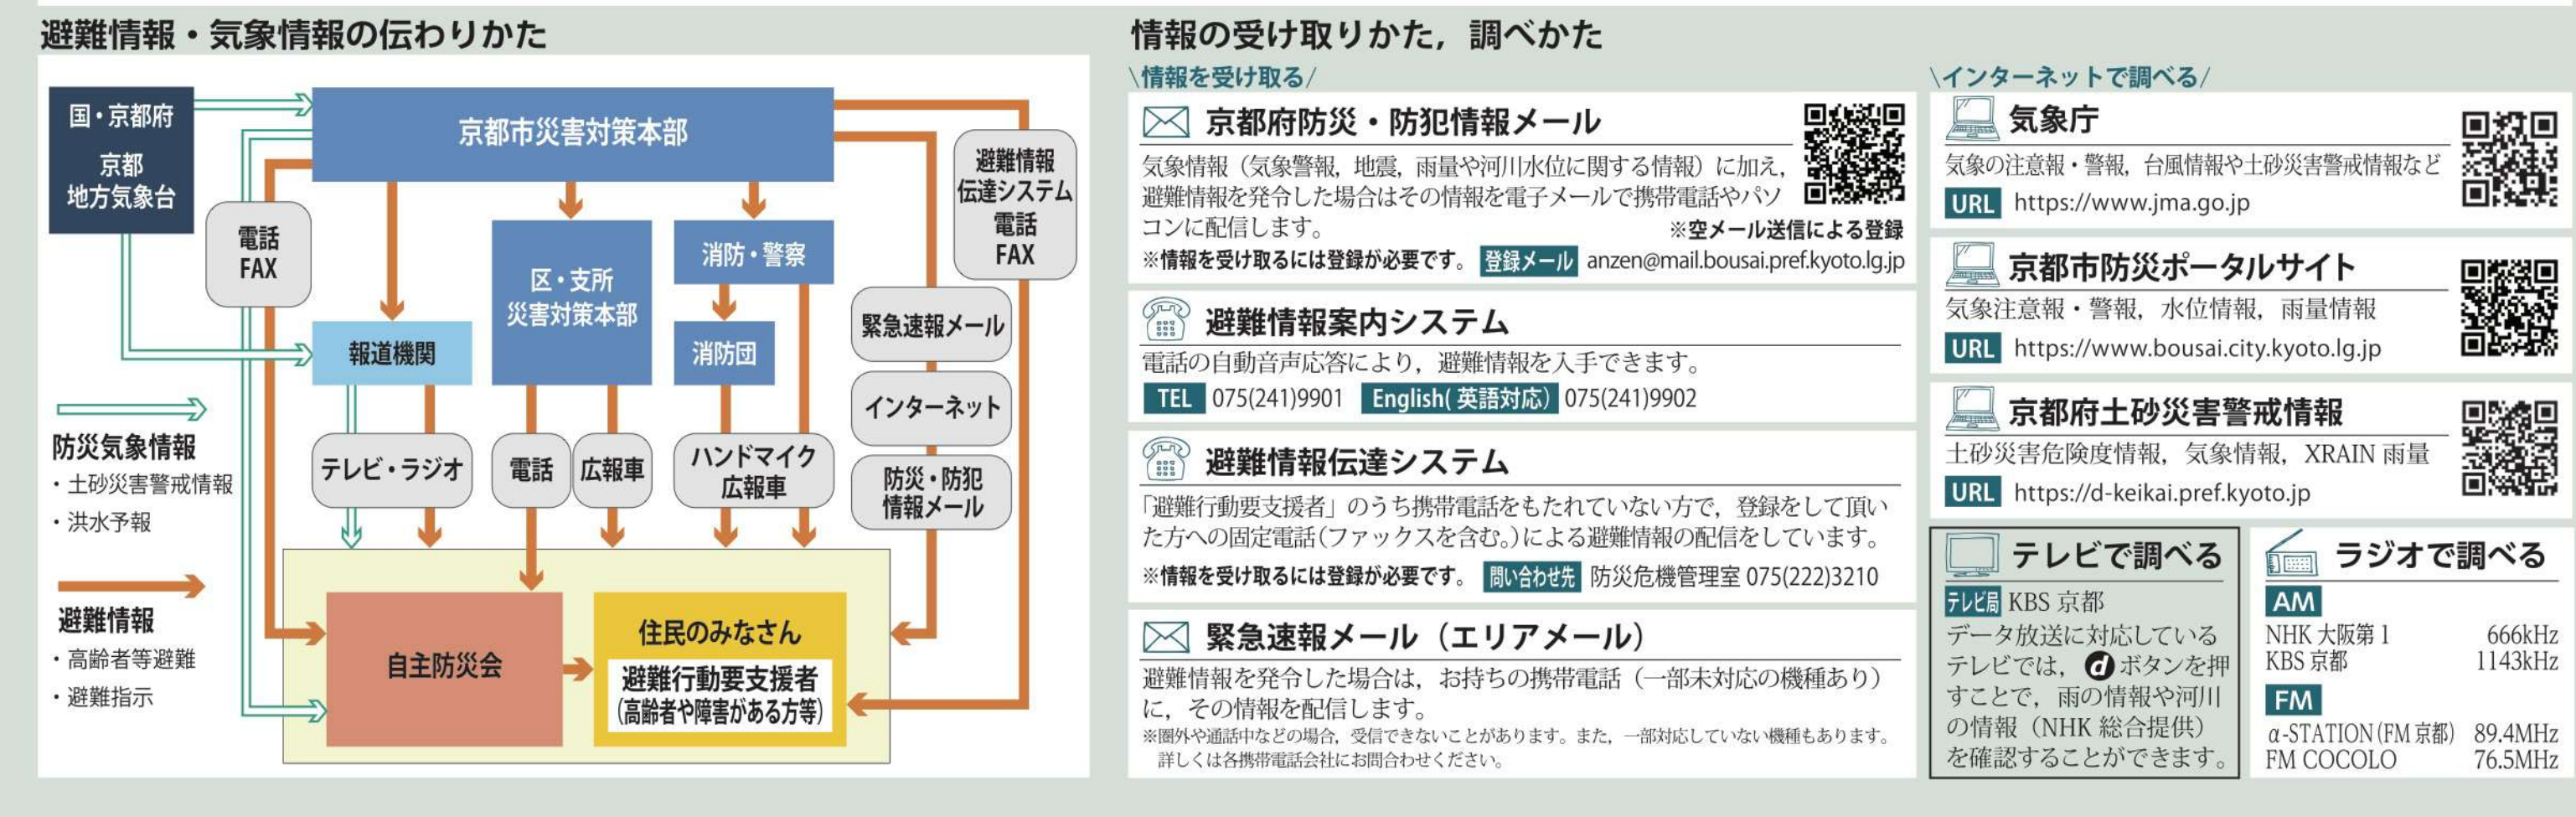 避難情報・気象情報の伝わりかた
国・京都府
京都
地方気象台
京都市災害対策本部
避難情報
伝達システム
電話
FAX
電話
FAX
区・支所
災害対策本部
消防・警察
緊急速報メール
報道機関
消防団
インターネット
防災気象情報
・土砂災害警戒情報
・洪水予報
テレビ・ラジオ
電話
広報車
ハンドマイク
広報車
防災・防犯
情報メール
避難情報
・高齢者等避難
・避難指示
自主防災会
住民のみなさん
避難行動要支援者
(高齢者や障害がある方等)
情報の受け取りかた，調べかた
\情報を受け取る/
京都府防災・防犯情報メール
気象情報（気象警報，地震，雨量や河川水位に関する情報）に加え，
避難情報を発令した場合はその情報を電子メールで携帯電話やパソ
コンに配信します。
※空メール送信による登録
※情報を受け取るには登録が必要です。 登録メール anzen@mail.bousai.pref.kyoto.lg.jp
避難情報案内システム
電話の自動音声応答により，避難情報を入手できます。
TEL 075(241)9901 English(英語対応) 075(241)9902
避難情報伝達システム
「避難行動要支援者」のうち携帯電話をもたれていない方で，登録をして頂い
た方への固定電話(ファックスを含む。)による避難情報の配信をしています。
※情報を受け取るには登録が必要です。 問い合わせ先 防災危機管理室 075(222)3210
緊急速報メール（エリアメール）
避難情報を発令した場合は，お持ちの携帯電話（一部未対応の機種あり）
に，その情報を配信します。
※圏外や通話中などの場合，受信できないことがあります。また，一部対応していない機種もあります。
詳しくは各携帯電話会社にお問合わせください。
\インターネットで調べる/
気象庁
気象の注意報・警報，台風情報や土砂災害警戒情報など
URL https://www.jma.go.jp
京都市防災ポータルサイト
気象注意報・警報，水位情報，雨量情報
URL https://www.bousai.city.kyoto.lg.jp
京都府土砂災害警戒情報
土砂災害危険度情報，気象情報，XRAIN 雨量
URL https://d-keikai.pref.kyoto.jp
テレビで調べる
テレビ局 KBS 京都
データ放送に対応している
テレビでは，dボタンを押
すことで，雨の情報や河川
の情報（NHK 総合提供）
を確認することができます。
ラジオで調べる
AM
NHK 大阪第 1 666kHz
KBS 京都 1143kHz
FM
α-STATION(FM 京都) 89.4MHz
FM COCOLO 76.5MHz